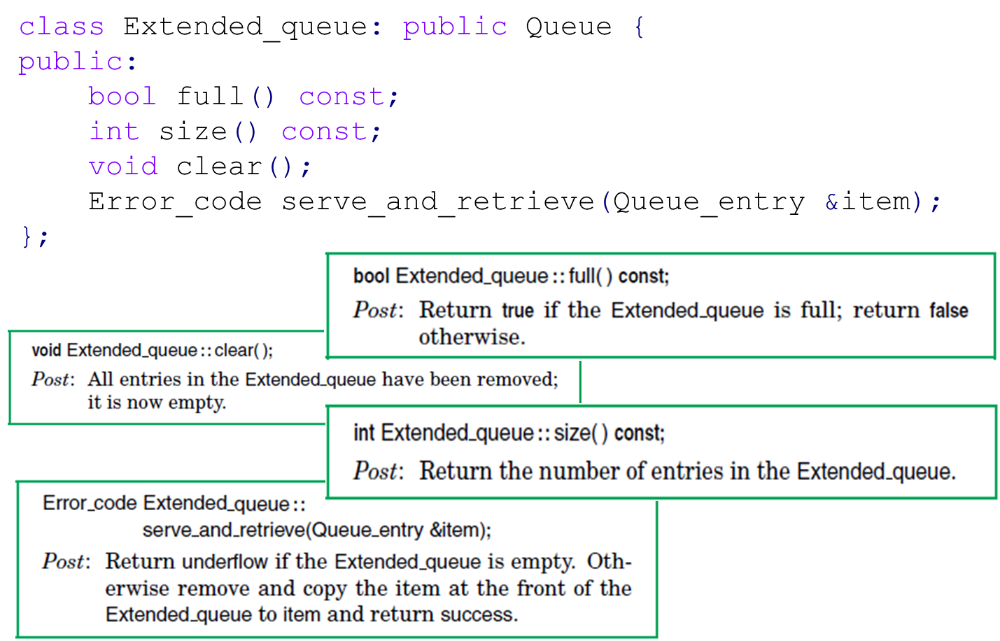 class Extended_queue: public Queue {
public:
    bool full() const;
    int size() const;
    void clear();
    Error_code serve_and_retrieve(Queue_entry &item);
};
bool Extended_queue::full() const;
Post: Return true if the Extended_queue is full; return false
otherwise.
void Extended_queue::clear();
Post: All entries in the Extended_queue have been removed;
it is now empty.
int Extended_queue::size() const;
Post: Return the number of entries in the Extended_queue.
Error_code Extended_queue::
serve_and_retrieve(Queue_entry &item);
Post: Return underflow if the Extended_queue is empty. Oth-
erwise remove and copy the item at the front of the
Extended_queue to item and return success.